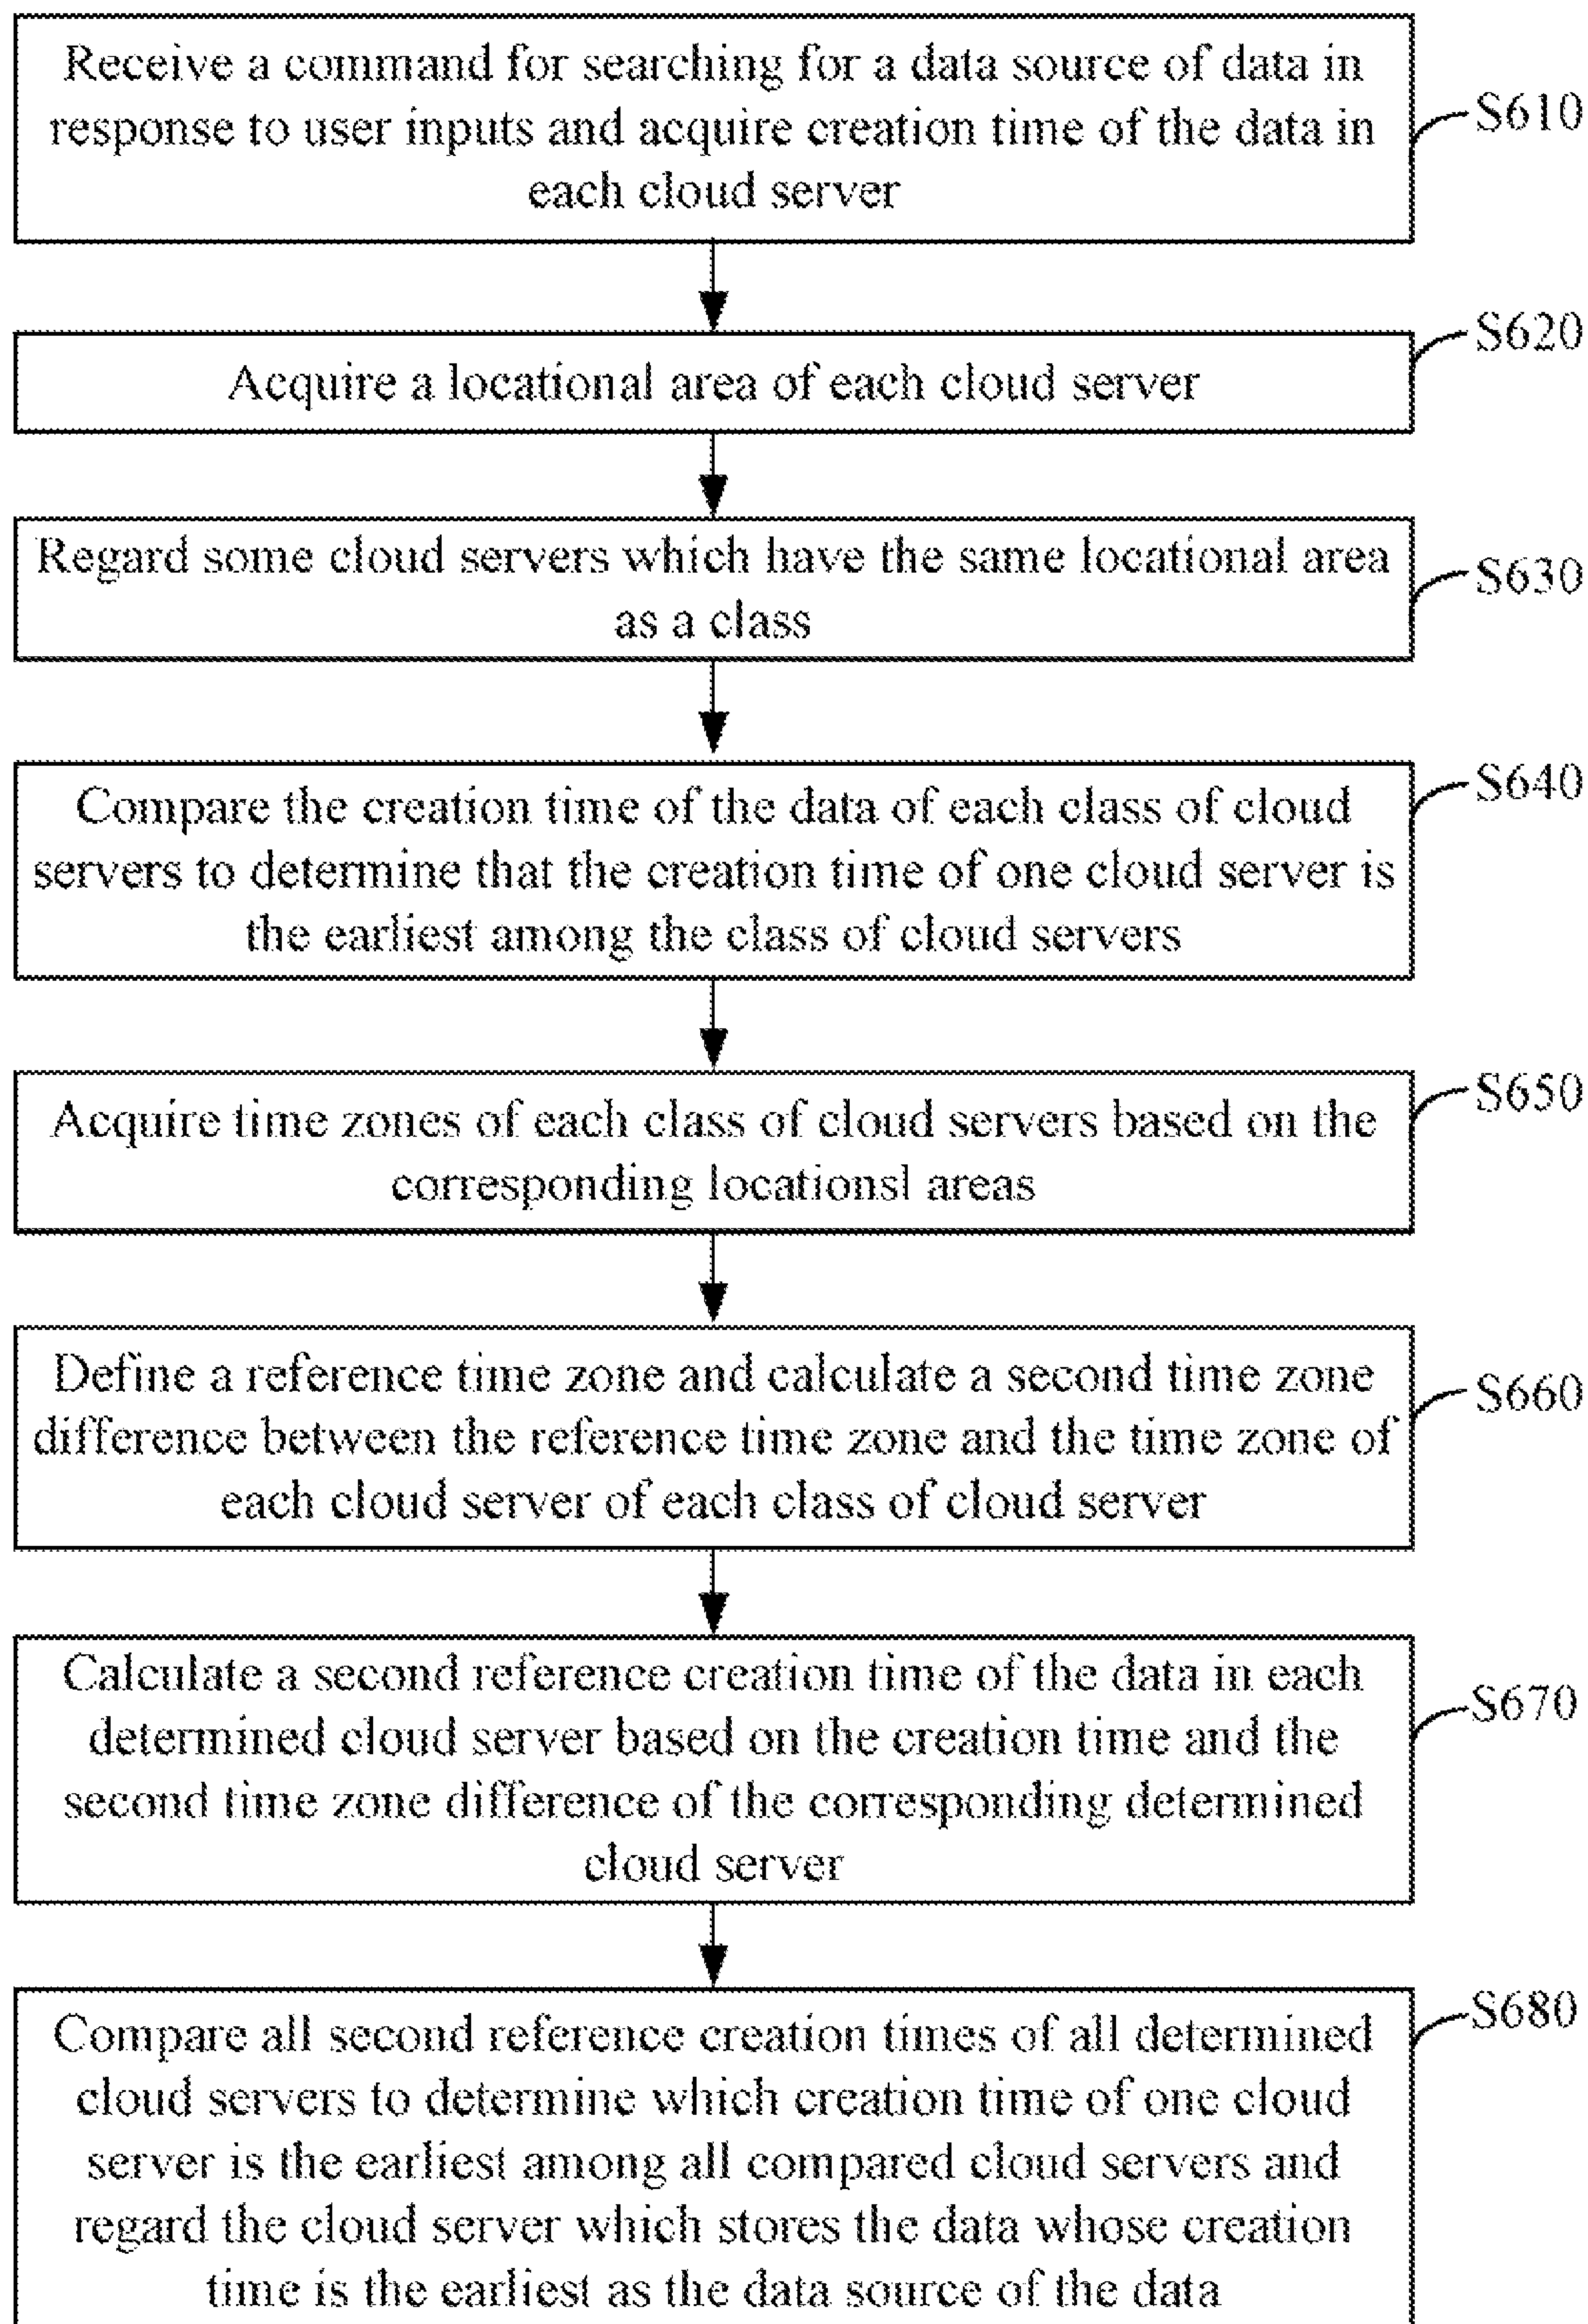 Receive a command for searching for a data source of data in
response to user inputs and acquire creation time of the data in
each cloud server
S610
Acquire a locational area of each cloud server
S620
Regard some cloud servers which have the same locational area
as a class
S630
Compare the creation time of the data of each class of cloud
servers to determine that the creation time of one cloud server is
the earliest among the class of cloud servers
S640
Acquire time zones of each class of cloud servers based on the
corresponding locationsl areas
S650
Define a reference time zone and calculate a second time zone
difference between the reference time zone and the time zone of
each cloud server of each class of cloud server
S660
Calculate a second reference creation time of the data in each
determined cloud server based on the creation time and the
second time zone difference of the corresponding determined
cloud server
S670
Compare all second reference creation times of all determined
cloud servers to determine which creation time of one cloud
server is the earliest among all compared cloud servers and
regard the cloud server which stores the data whose creation
time is the earliest as the data source of the data
S680